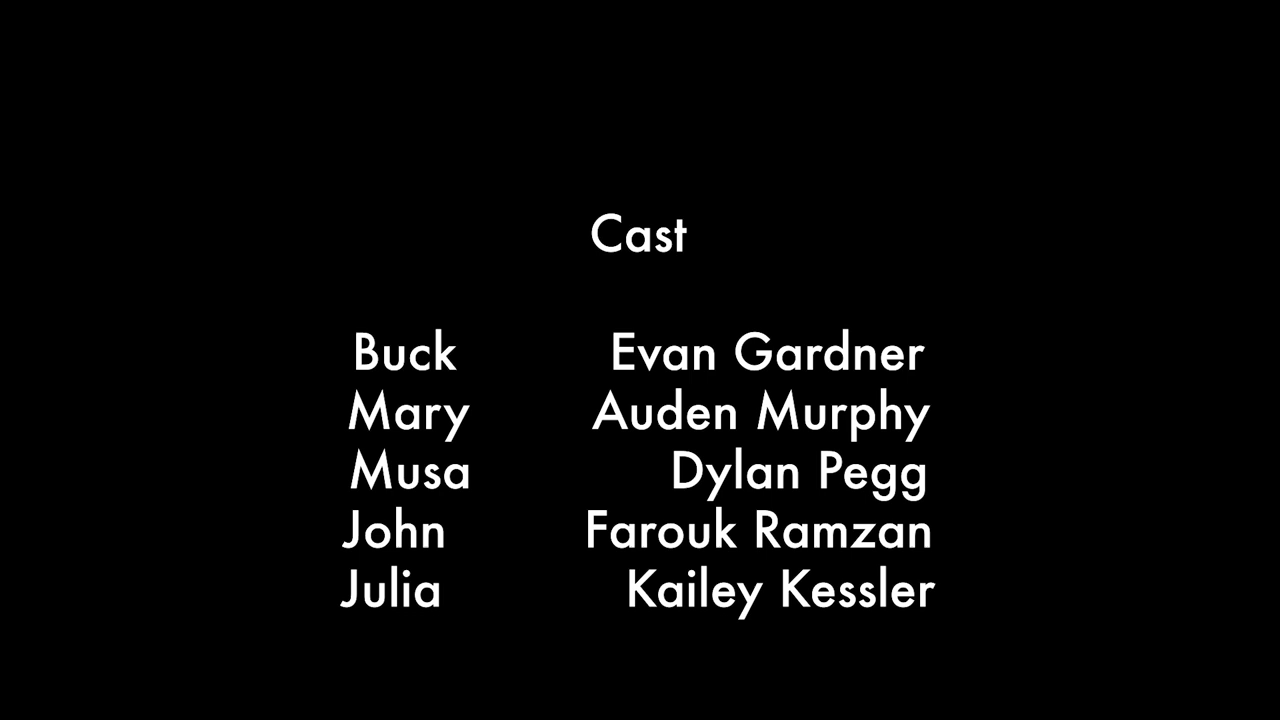 Cast
Buck Evan Gardner
Mary Auden Murphy
Musa Dylan Pegg
John Farouk Ramzan
Julia Kailey Kessler